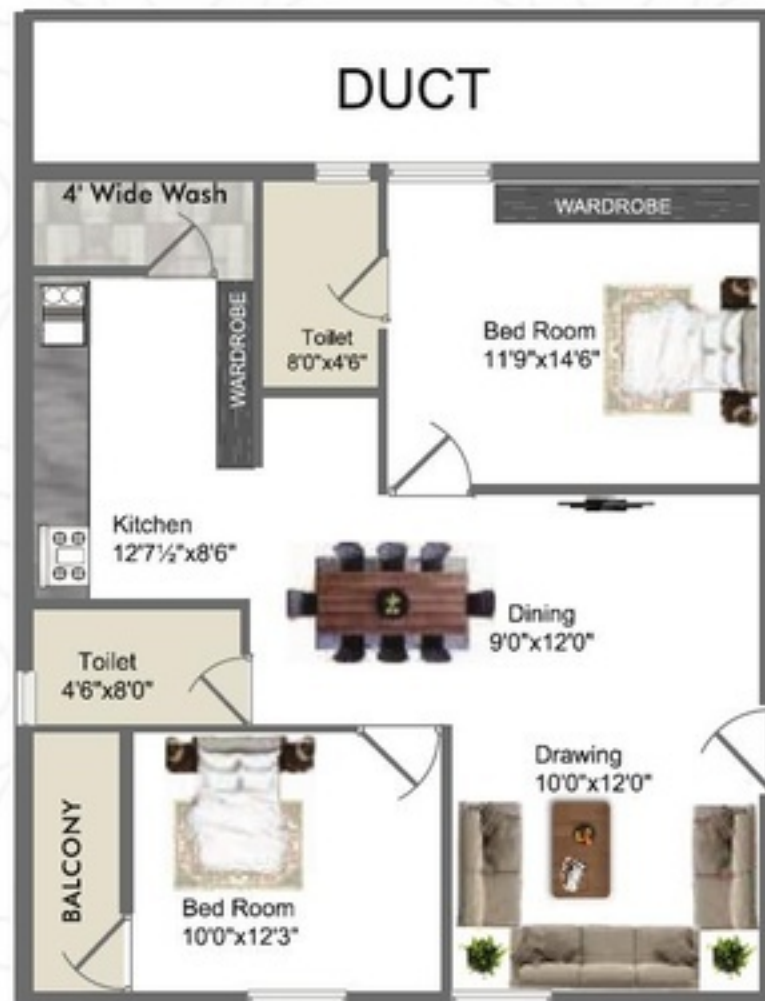 DUCT
4' Wide Wash
WARDROBE
WARDROBE
Toilet
8'0"x4'6"
Bed Room
11'9"x14'6"
Kitchen
12'7½"x8'6"
Dining
9'0"x12'0"
Toilet
4'6"x8'0"
Drawing
10'0"x12'0"
BALCONY
Bed Room
10'0"x12'3"